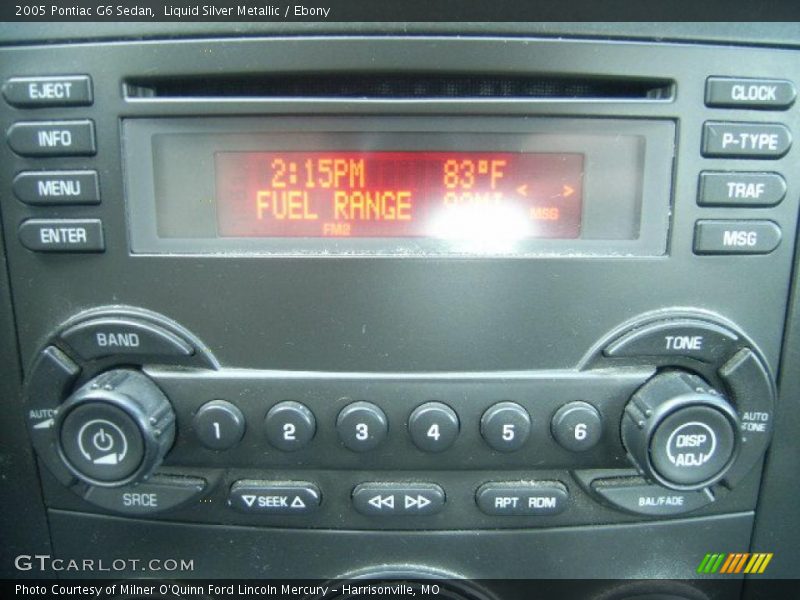 2005 Pontiac G6 Sedan,  Liquid Silver Metallic / Ebony
EJECT
CLOCK
INFO
P-TYPE
MENU
TRAF
ENTER
MSG
2:15PM 83°F < >
FUEL RANGE
FM2 MSG
BAND
TONE
1 2 3 4 5 6
AUTO
AUTO TONE
DISP
ADJ
SRCE
▽ SEEK △
RPT RDM
BAL/FADE
GTCARLOT.COM
Photo Courtesy of Milner O'Quinn Ford Lincoln Mercury - Harrisonville, MO